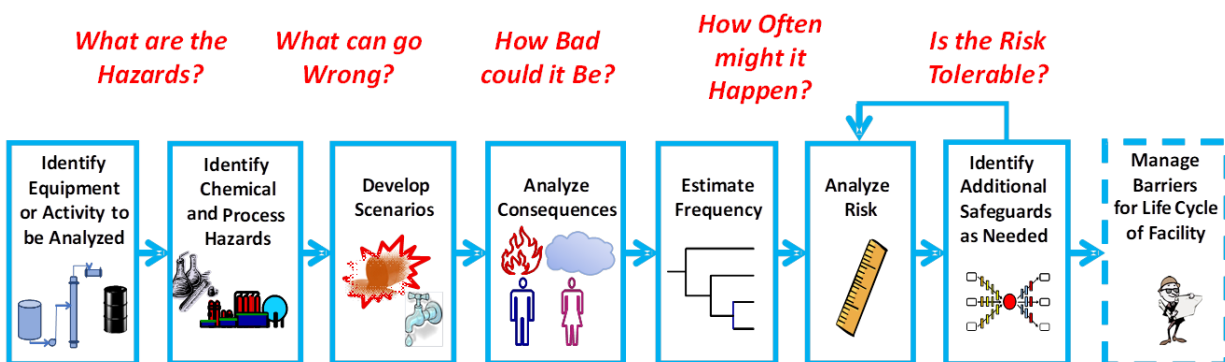 What are the
Hazards?
What can go
Wrong?
How Bad
could it Be?
How Often
might it
Happen?
Is the Risk
Tolerable?
Identify
Equipment
or Activity to
be Analyzed
Identify
Chemical
and Process
Hazards
Develop
Scenarios
Analyze
Consequences
Estimate
Frequency
Analyze
Risk
Identify
Additional
Safeguards
as Needed
Manage
Barriers
for Life Cycle
of Facility